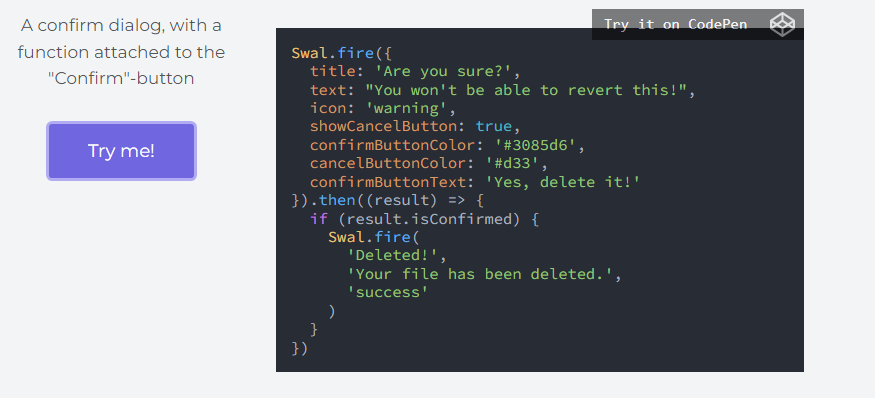 A confirm dialog, with a
function attached to the
"Confirm"-button
Try me!
Try it on CodePen
Swal.fire({
  title: 'Are you sure?',
  text: "You won't be able to revert this!",
  icon: 'warning',
  showCancelButton: true,
  confirmButtonColor: '#3085d6',
  cancelButtonColor: '#d33',
  confirmButtonText: 'Yes, delete it!'
}).then((result) => {
  if (result.isConfirmed) {
    Swal.fire(
      'Deleted!',
      'Your file has been deleted.',
      'success'
    )
  }
})